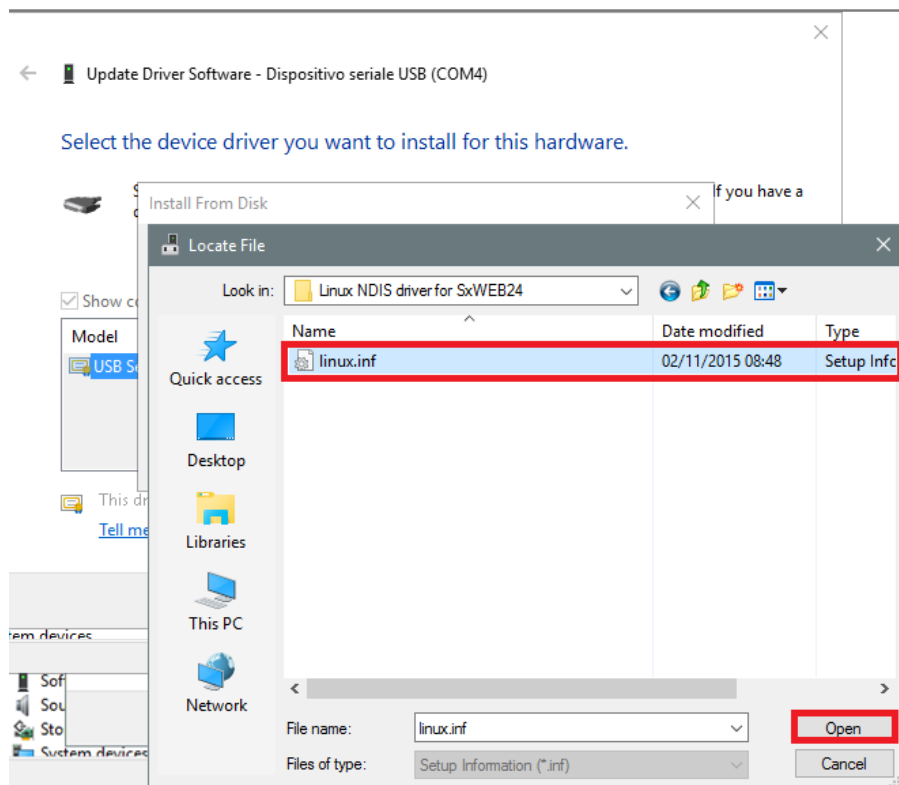 Update Driver Software - Dispositivo seriale USB (COM4)
Select the device driver you want to install for this hardware.
If you have a
Install From Disk
Locate File
Look in: Linux NDIS driver for SxWEB24
Show
Model
USB
Name Date modified Type
linux.inf 02/11/2015 08:48 Setup
Quick access
Desktop
Libraries
This PC
Network
This
Tell me
devices
File name: linux.inf Open
Files of type: Setup Information (*.inf) Cancel
System devices